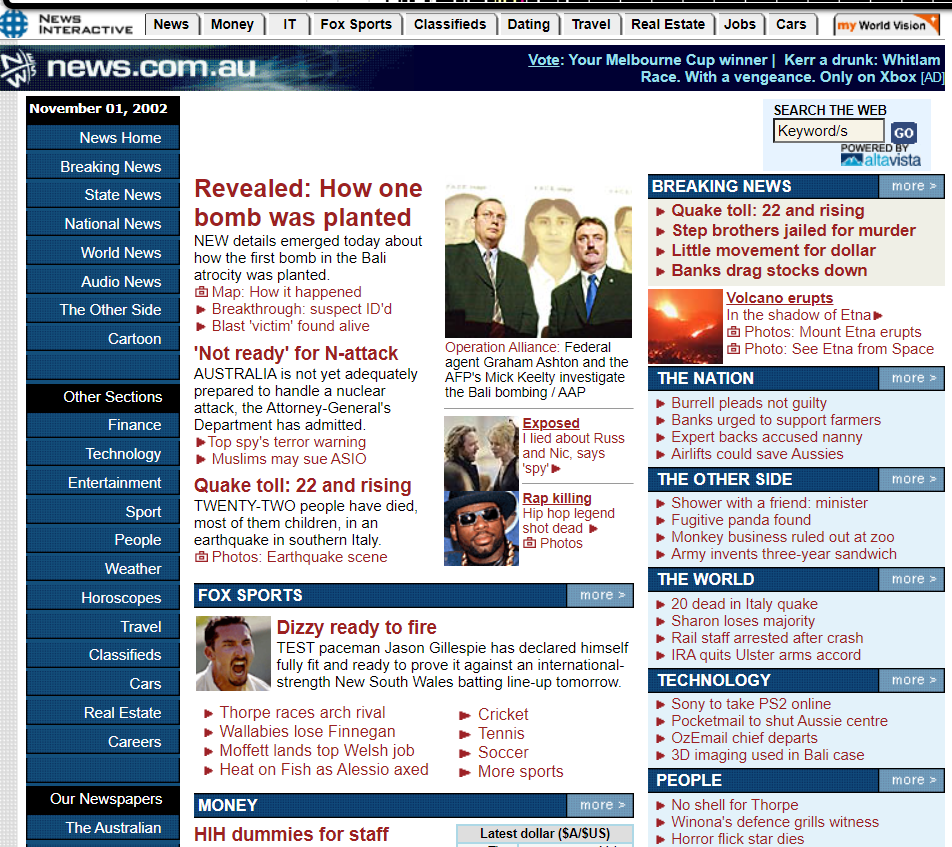 NEWS
INTERACTIVE
News
Money
IT
Fox Sports
Classifieds
Dating
Travel
Real Estate
Jobs
Cars
my World Vision
news.com.au
Vote: Your Melbourne Cup winner | Kerr a drunk: Whitlam
Race. With a vengeance. Only on Xbox [AD]
November 01, 2002
News Home
Breaking News
State News
National News
World News
Audio News
The Other Side
Cartoon
Other Sections
Finance
Technology
Entertainment
Sport
People
Weather
Horoscopes
Travel
Classifieds
Cars
Real Estate
Careers
Our Newspapers
The Australian
SEARCH THE WEB
Keyword/s
GO
POWERED BY
altavista
Revealed: How one
bomb was planted
NEW details emerged today about
how the first bomb in the Bali
atrocity was planted.
Map: How it happened
Breakthrough: suspect ID'd
Blast 'victim' found alive
'Not ready' for N-attack
AUSTRALIA is not yet adequately
prepared to handle a nuclear
attack, the Attorney-General's
Department has admitted.
Top spy's terror warning
Muslims may sue ASIO
Quake toll: 22 and rising
TWENTY-TWO people have died,
most of them children, in an
earthquake in southern Italy.
Photos: Earthquake scene
Operation Alliance: Federal
agent Graham Ashton and the
AFP's Mick Keelty investigate
the Bali bombing / AAP
Exposed
I lied about Russ
and Nic, says
'spy'
Rap killing
Hip hop legend
shot dead
Photos
FOX SPORTS
more >
Dizzy ready to fire
TEST paceman Jason Gillespie has declared himself
fully fit and ready to prove it against an international-
strength New South Wales batting line-up tomorrow.
Thorpe races arch rival
Wallabies lose Finnegan
Moffett lands top Welsh job
Heat on Fish as Alessio axed
Cricket
Tennis
Soccer
More sports
MONEY
more >
HIH dummies for staff
Latest dollar ($A/$US)
BREAKING NEWS
more >
Quake toll: 22 and rising
Step brothers jailed for murder
Little movement for dollar
Banks drag stocks down
Volcano erupts
In the shadow of Etna
Photos: Mount Etna erupts
Photo: See Etna from Space
THE NATION
more >
Burrell pleads not guilty
Banks urged to support farmers
Expert backs accused nanny
Airlifts could save Aussies
THE OTHER SIDE
more >
Shower with a friend: minister
Fugitive panda found
Monkey business ruled out at zoo
Army invents three-year sandwich
THE WORLD
more >
20 dead in Italy quake
Sharon loses majority
Rail staff arrested after crash
IRA quits Ulster arms accord
TECHNOLOGY
more >
Sony to take PS2 online
Pocketmail to shut Aussie centre
OzEmail chief departs
3D imaging used in Bali case
PEOPLE
more >
No shell for Thorpe
Winona's defence grills witness
Horror flick star dies